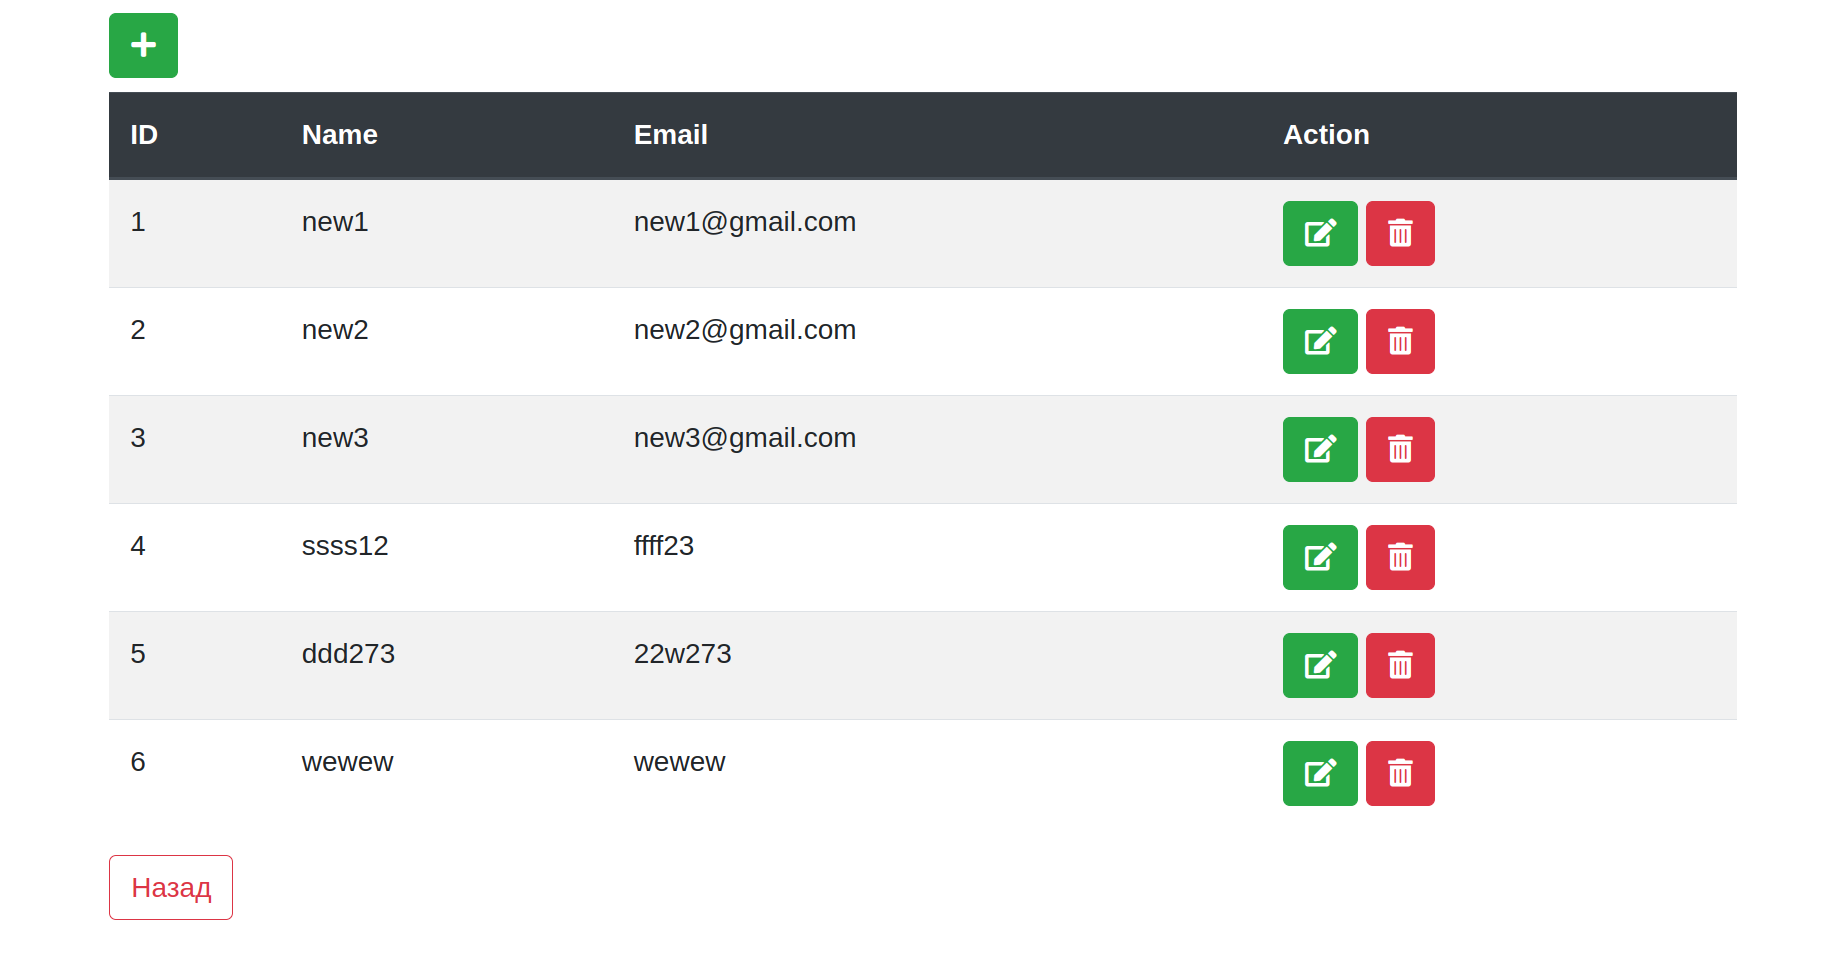 ID Name Email Action
1 new1 new1@gmail.com
2 new2 new2@gmail.com
3 new3 new3@gmail.com
4 ssss12 ffff23
5 ddd273 22w273
6 wewew wewew
Назад